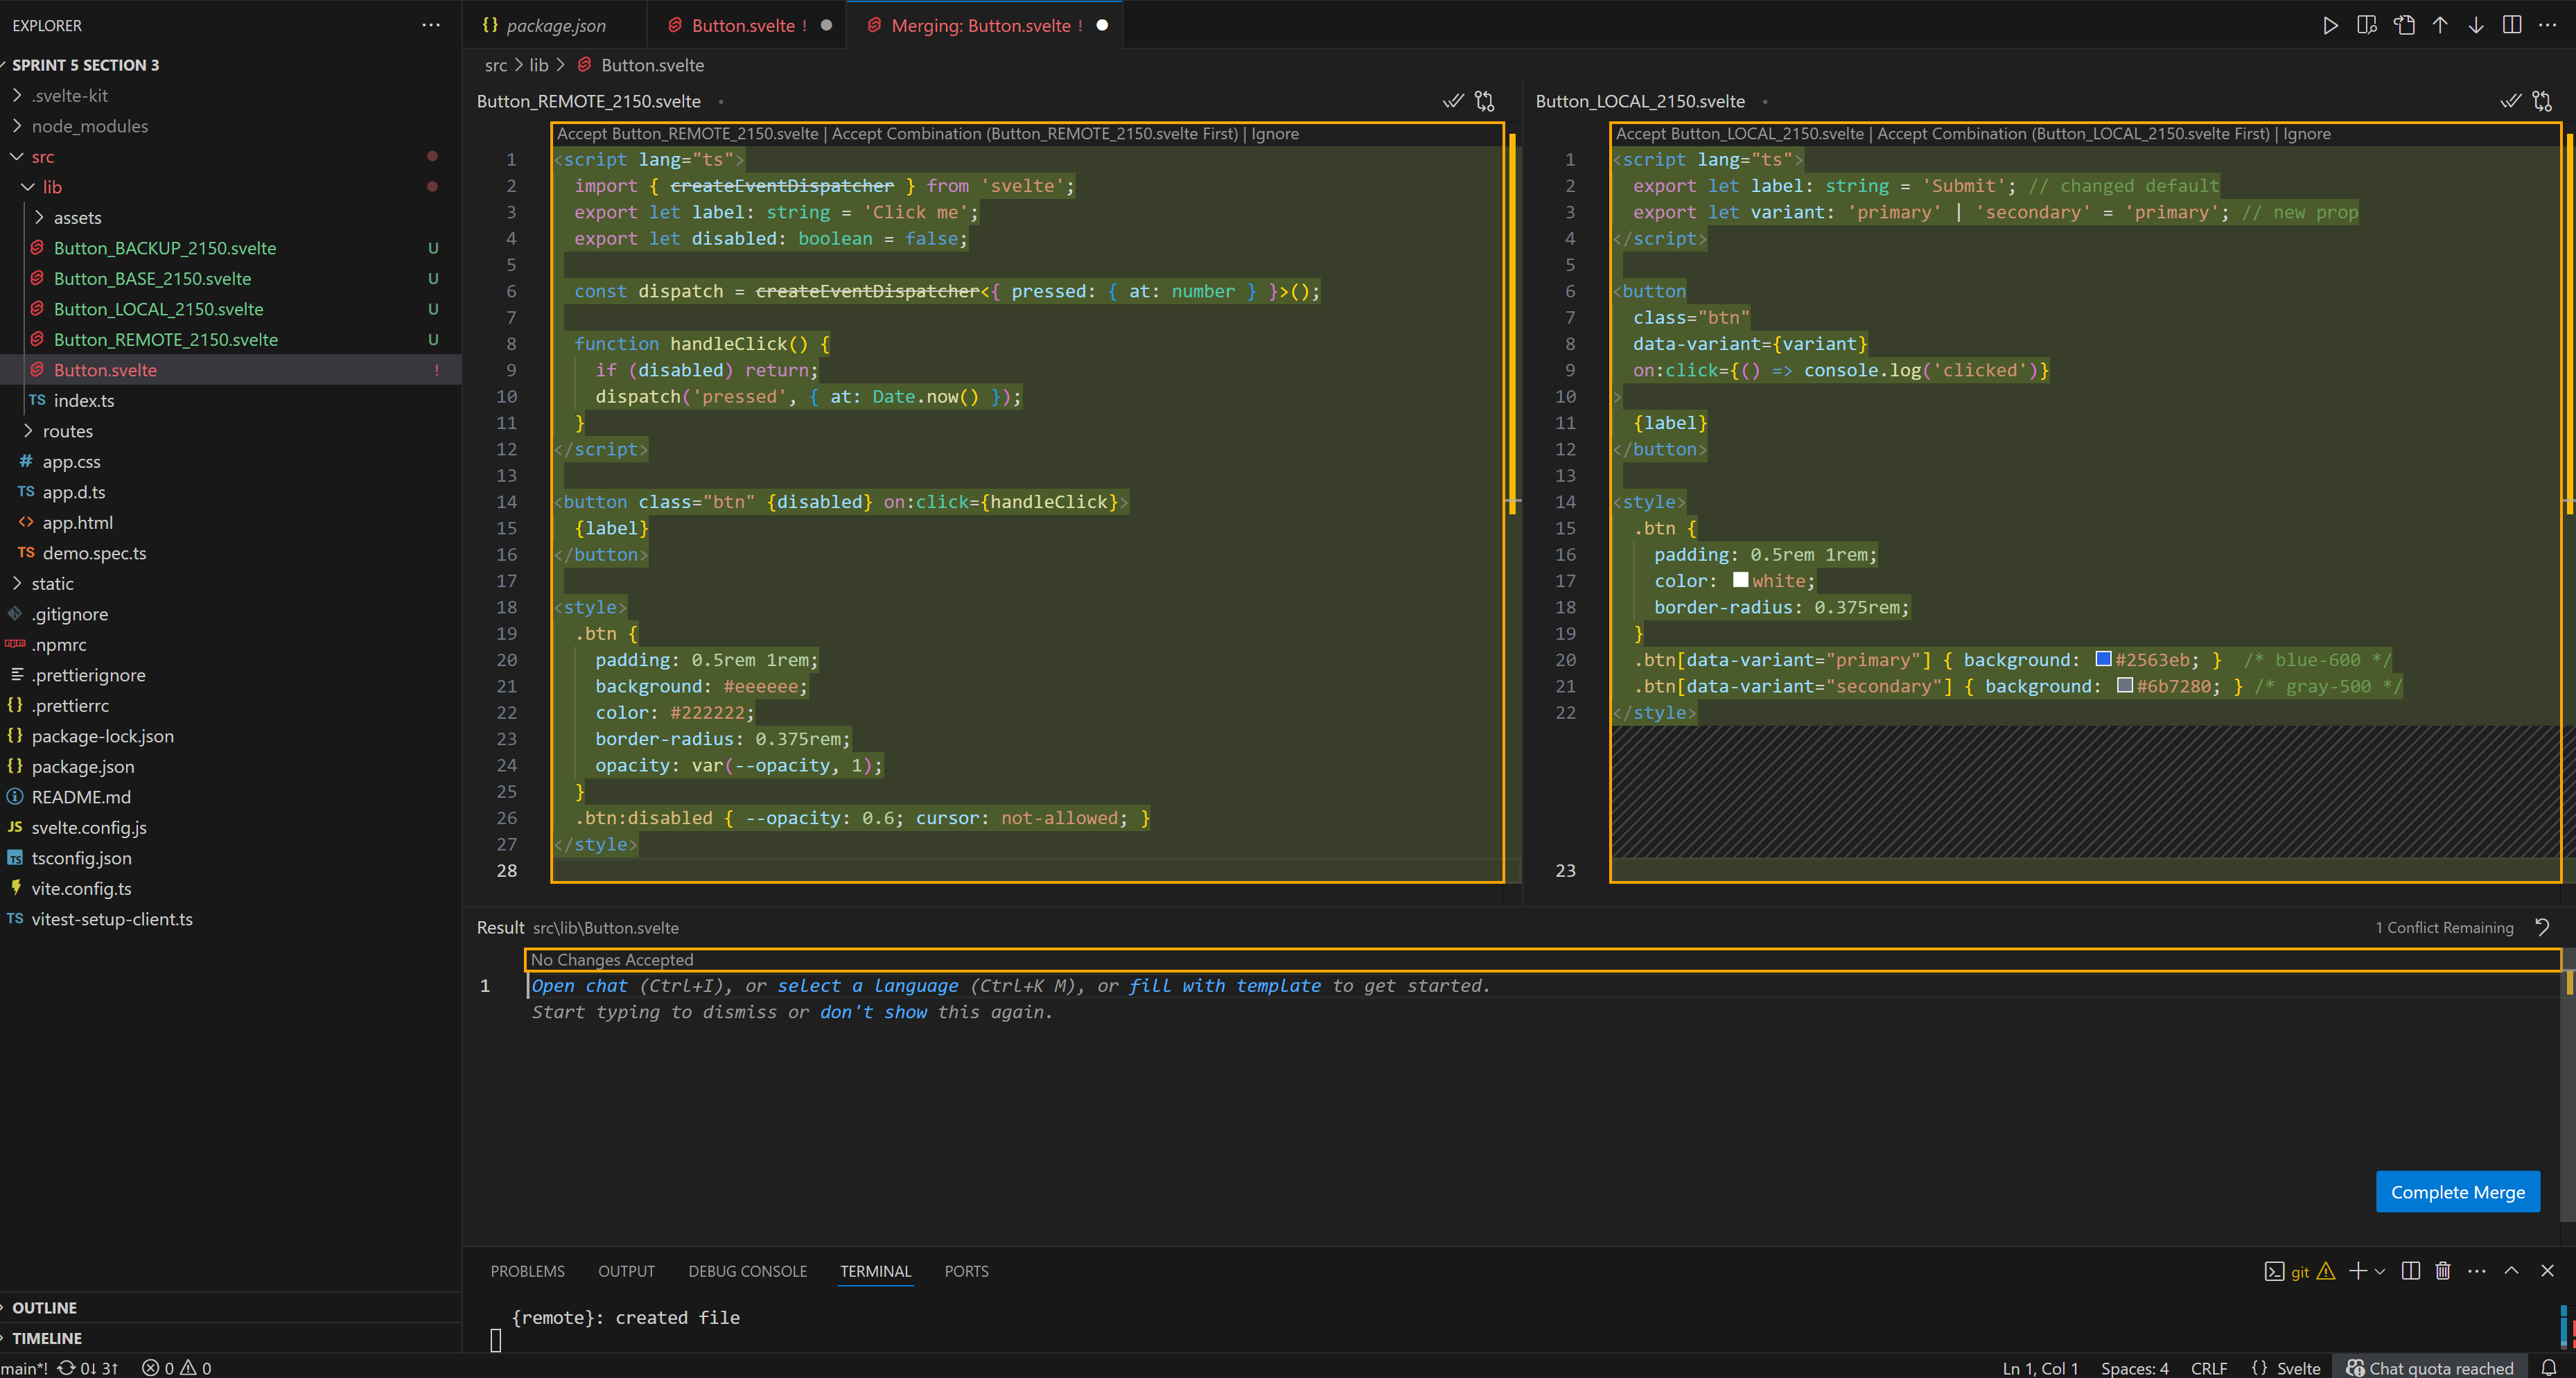 EXPLORER
SPRINT 5 SECTION 3
.svelte-kit
node_modules
src
lib
assets
Button_BACKUP_2150.svelte U
Button_BASE_2150.svelte U
Button_LOCAL_2150.svelte U
Button_REMOTE_2150.svelte U
Button.svelte !
TS index.ts
routes
# app.css
TS app.d.ts
<> app.html
TS demo.spec.ts
static
.gitignore
.npmrc
.prettierignore
{} .prettierrc
{} package-lock.json
{} package.json
README.md
JS svelte.config.js
TS tsconfig.json
vite.config.ts
TS vitest-setup-client.ts
OUTLINE
TIMELINE
{} package.json
Button.svelte !
Merging: Button.svelte !
src > lib > Button.svelte
Button_REMOTE_2150.svelte
Accept Button_REMOTE_2150.svelte | Accept Combination (Button_REMOTE_2150.svelte First) | Ignore
1 <script lang="ts">
2 import { createEventDispatcher } from 'svelte';
3 export let label: string = 'Click me';
4 export let disabled: boolean = false;
5
6 const dispatch = createEventDispatcher<{ pressed: { at: number } }>();
7
8 function handleClick() {
9 if (disabled) return;
10 dispatch('pressed', { at: Date.now() });
11 }
12 </script>
13
14 <button class="btn" {disabled} on:click={handleClick}>
15 {label}
16 </button>
17
18 <style>
19 .btn {
20 padding: 0.5rem 1rem;
21 background: #eeeeee;
22 color: #222222;
23 border-radius: 0.375rem;
24 opacity: var(--opacity, 1);
25 }
26 .btn:disabled { --opacity: 0.6; cursor: not-allowed; }
27 </style>
28
Button_LOCAL_2150.svelte
Accept Button_LOCAL_2150.svelte | Accept Combination (Button_LOCAL_2150.svelte First) | Ignore
1 <script lang="ts">
2 export let label: string = 'Submit'; // changed default
3 export let variant: 'primary' | 'secondary' = 'primary'; // new prop
4 </script>
5
6 <button
7 class="btn"
8 data-variant={variant}
9 on:click={() => console.log('clicked')}
10 >
11 {label}
12 </button>
13
14 <style>
15 .btn {
16 padding: 0.5rem 1rem;
17 color: white;
18 border-radius: 0.375rem;
19 }
20 .btn[data-variant="primary"] { background: #2563eb; } /* blue-600 */
21 .btn[data-variant="secondary"] { background: #6b7280; } /* gray-500 */
22 </style>
23
Result src\lib\Button.svelte
1 Conflict Remaining
No Changes Accepted
1 Open chat (Ctrl+I), or select a language (Ctrl+K M), or fill with template to get started.
Start typing to dismiss or don't show this again.
Complete Merge
PROBLEMS OUTPUT DEBUG CONSOLE TERMINAL PORTS
git
{remote}: created file
main*! 0↓ 3↑ 0 0
Ln 1, Col 1 Spaces: 4 CRLF {} Svelte Chat quota reached